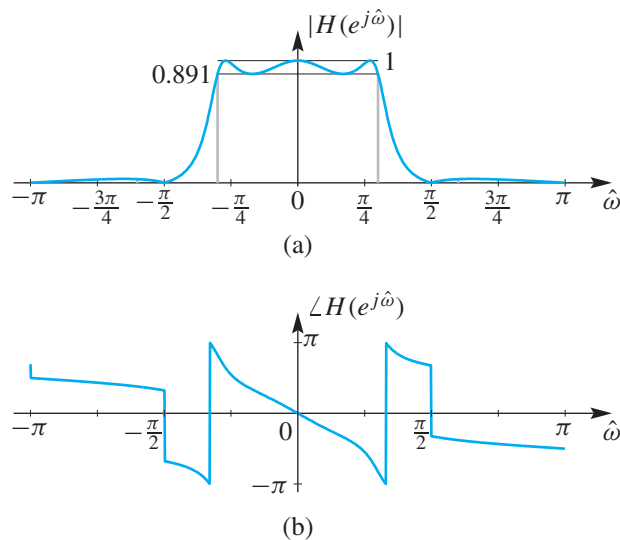 |H(e^{jω̂})|
1
0.891
−π −3π/4 −π/2 −π/4 0 π/4 π/2 3π/4 π ω̂
(a)
∠H(e^{jω̂})
π
−π −π/2 0 π/2 π ω̂
−π
(b)